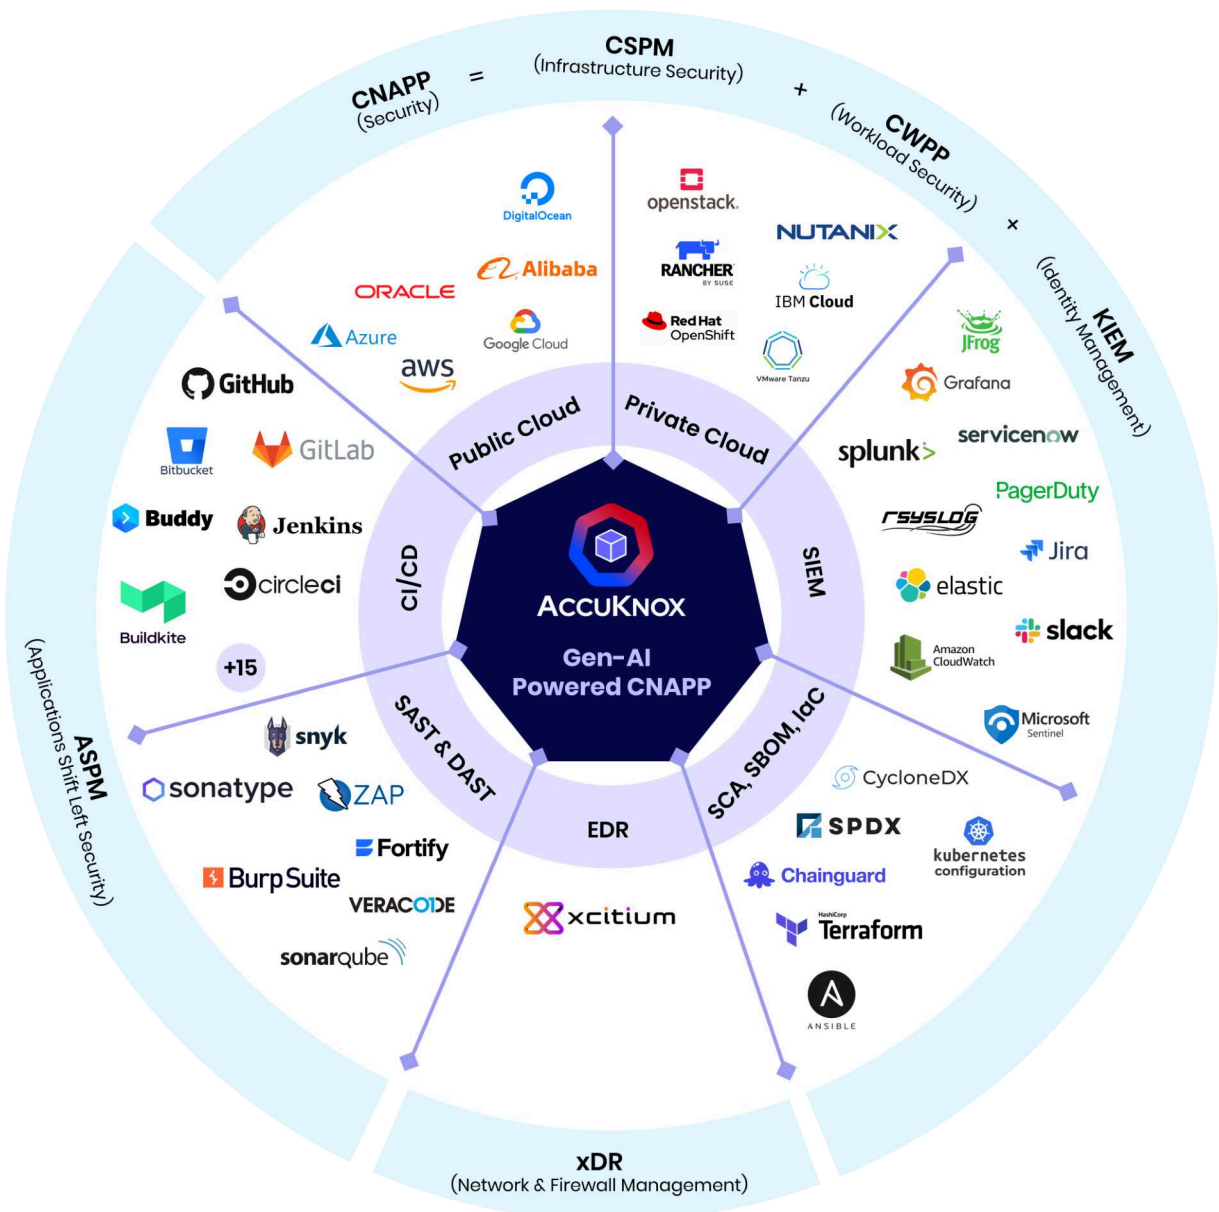 CNAPP
(Security)
=
CSPM
(Infrastructure Security)
+
CWPP
(Workload Security)
×
KIEM
(Identity Management)
ASPM
(Applications Shift Left Security)
xDR
(Network & Firewall Management)
Public Cloud
DigitalOcean
Alibaba
ORACLE
Azure
Google Cloud
aws
Private Cloud
openstack.
NUTANIX
RANCHER
BY SUSE
IBM Cloud
Red Hat
OpenShift
VMware Tanzu
SIEM
JFrog
Grafana
splunk>
servicenow
PagerDuty
rsyslog
Jira
elastic
slack
Amazon
CloudWatch
Microsoft
Sentinel
SCA, SBOM, IaC
CycloneDX
SPDX
kubernetes
configuration
Chainguard
HashiCorp
Terraform
ANSIBLE
EDR
xcitium
SAST & DAST
snyk
sonatype
ZAP
Fortify
BurpSuite
VERACODE
sonarqube
CI/CD
GitHub
Bitbucket
GitLab
Buddy
Jenkins
circleci
Buildkite
+15
ACCUKNOX
Gen-AI
Powered CNAPP